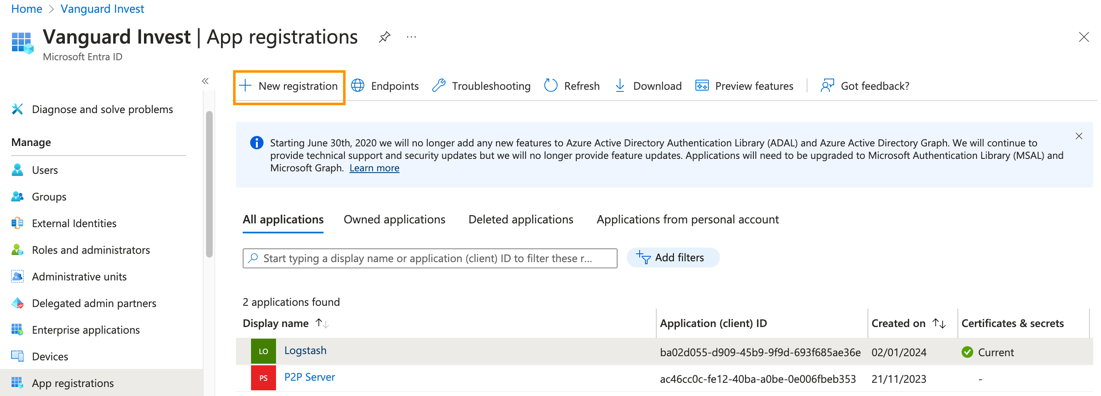 Home > Vanguard Invest
Vanguard Invest | App registrations
Microsoft Entra ID
New registration Endpoints Troubleshooting Refresh Download Preview features Got feedback?
Diagnose and solve problems
Manage
Users
Groups
External Identities
Roles and administrators
Administrative units
Delegated admin partners
Enterprise applications
Devices
App registrations
Starting June 30th, 2020 we will no longer add any new features to Azure Active Directory Authentication Library (ADAL) and Azure Active Directory Graph. We will continue to
provide technical support and security updates but we will no longer provide feature updates. Applications will need to be upgraded to Microsoft Authentication Library (MSAL) and
Microsoft Graph. Learn more
All applications Owned applications Deleted applications Applications from personal account
Start typing a display name or application (client) ID to filter these r...
Add filters
2 applications found
Display name Application (client) ID Created on Certificates & secrets
LO Logstash ba02d055-d909-45b9-9f9d-693f685ae36e 02/01/2024 Current
PS P2P Server ac46cc0c-fe12-40ba-a0be-0e006fbeb353 21/11/2023 -